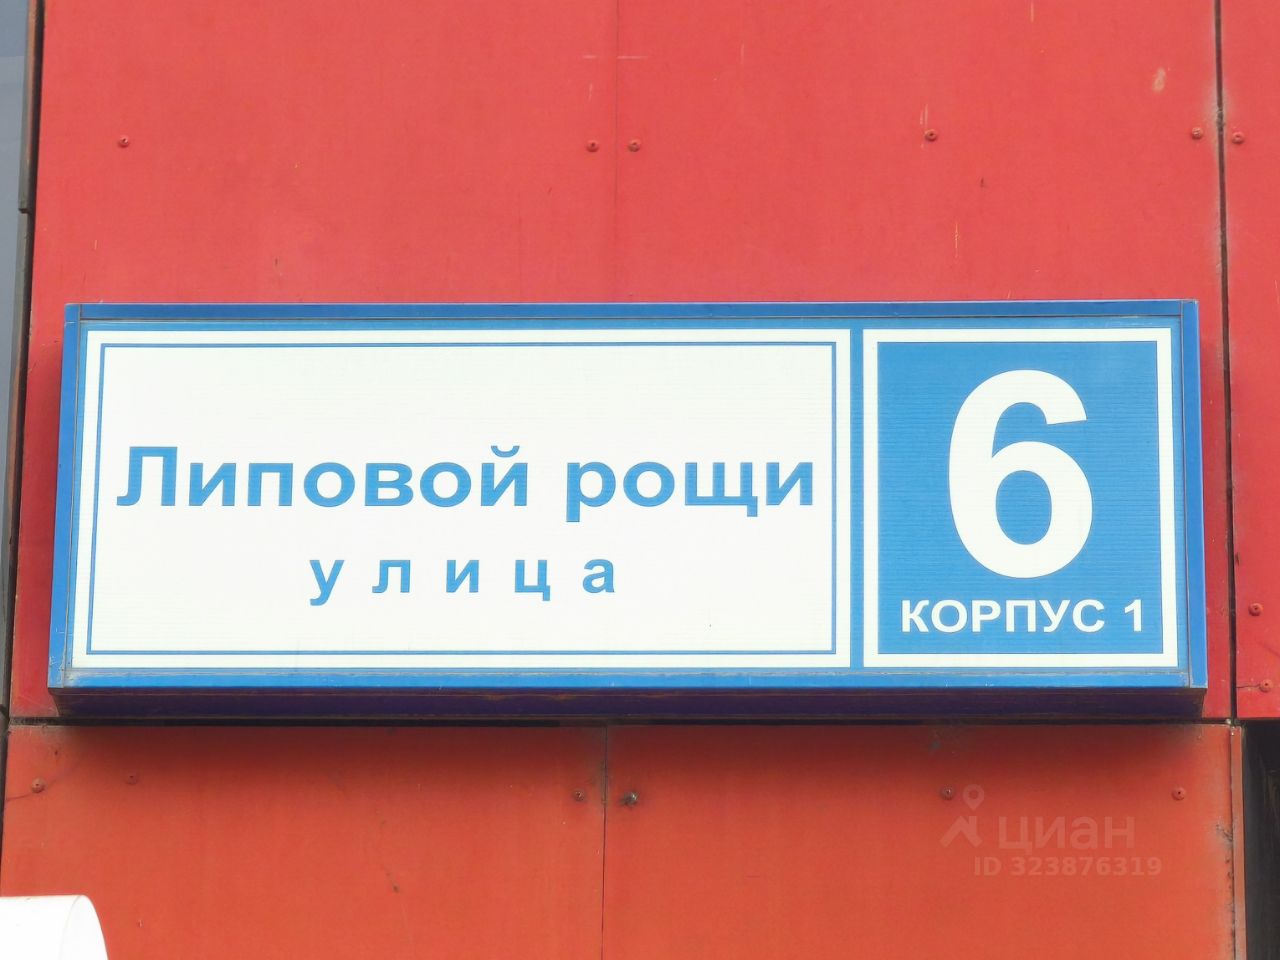 Липовой рощи
улица
6
КОРПУС 1
циан
ID 323876319